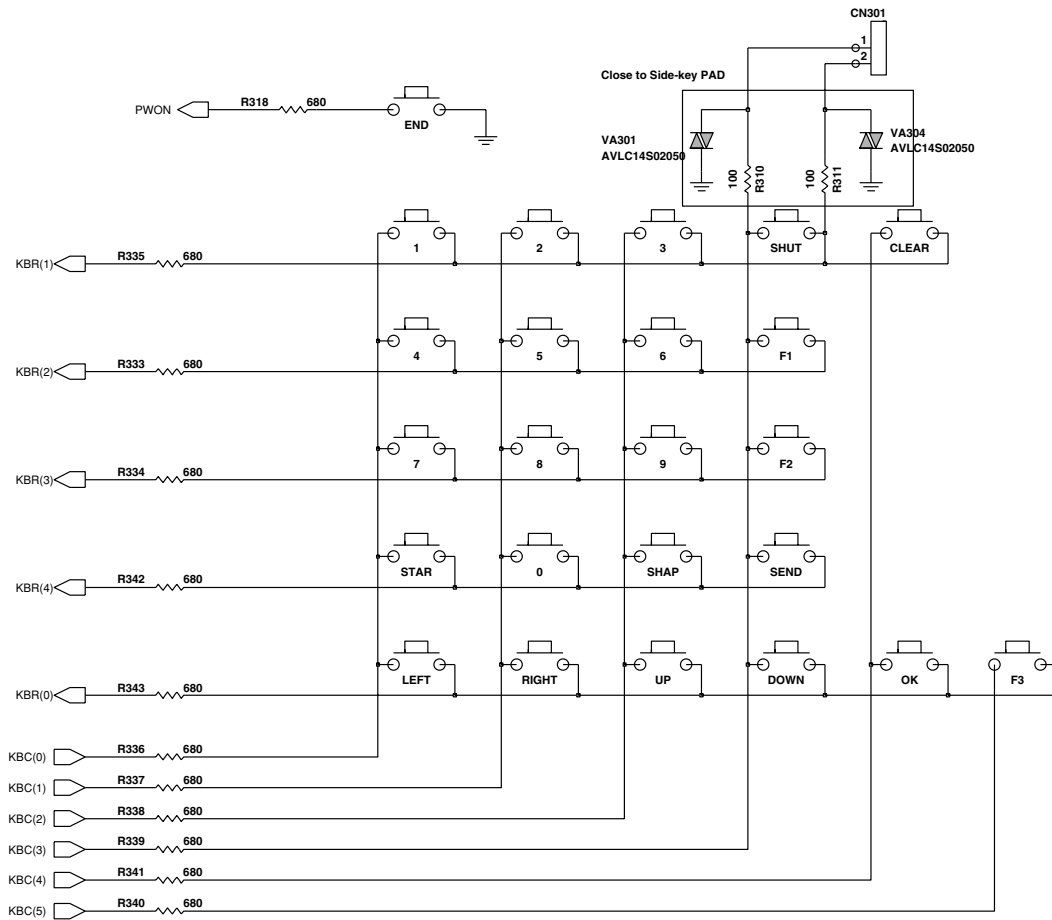 CN301
1
2
Close to Side-key PAD
PWON
R318
680
END
VA301
AVLC14S02050
VA304
AVLC14S02050
100
R310
100
R311
KBR(1)
R335
680
1
2
3
SHUT
CLEAR
KBR(2)
R333
680
4
5
6
F1
KBR(3)
R334
680
7
8
9
F2
KBR(4)
R342
680
STAR
0
SHAP
SEND
KBR(0)
R343
680
LEFT
RIGHT
UP
DOWN
OK
F3
KBC(0)
R336
680
KBC(1)
R337
680
KBC(2)
R338
680
KBC(3)
R339
680
KBC(4)
R341
680
KBC(5)
R340
680